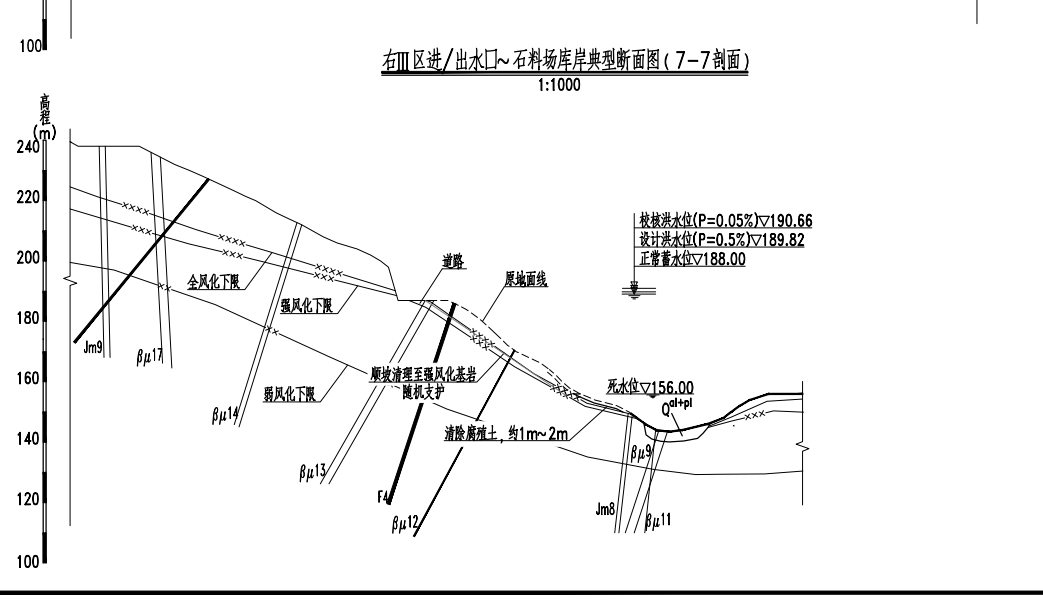 100
右Ⅲ区进/出水口~石料场库岸典型断面图(7-7剖面)
1:1000
高程
(m)
240
220
200
180
160
140
120
100
校核洪水位(P=0.05%)▽190.66
设计洪水位(P=0.5%)▽189.82
正常蓄水位▽188.00
道路
原地面线
全风化下限
强风化下限
弱风化下限
顺坡清理至强风化基岩
随机支护
清除腐殖土,约1m~2m
死水位▽156.00
Qal+pl
Jm9
βμ17
βμ14
βμ13
F4
βμ12
βμ9
Jm8
βμ11